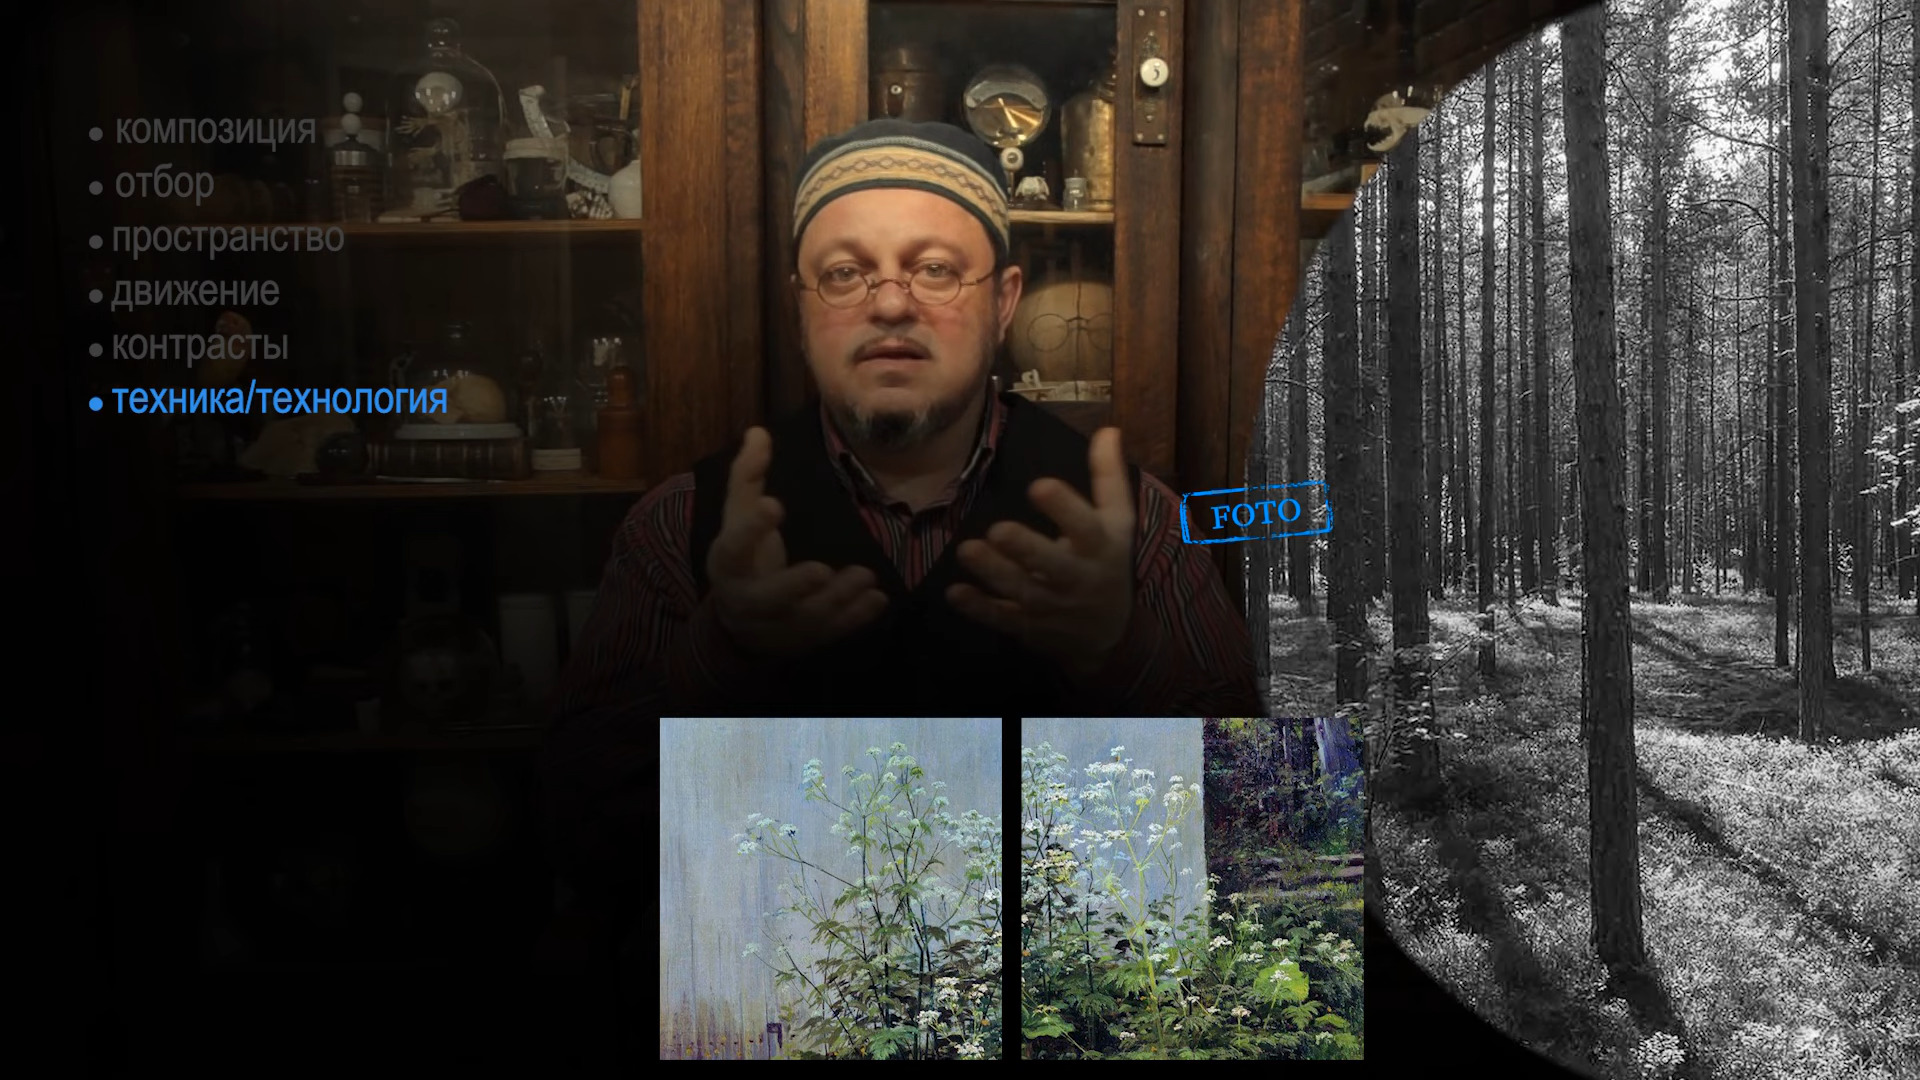 • композиция
• отбор
• пространство
• движение
• контрасты
• техника/технология
FOTO